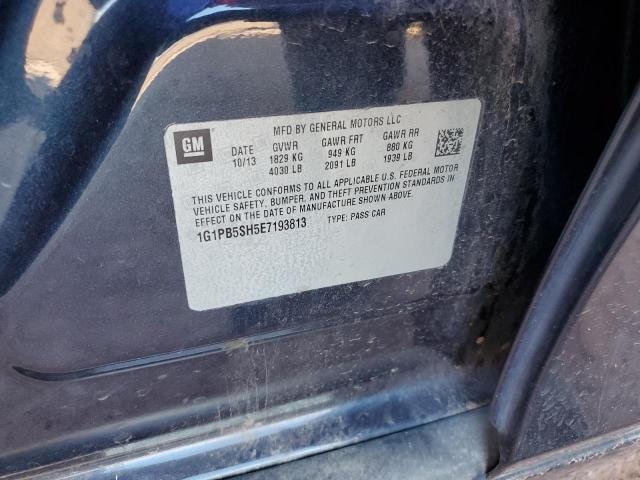 GM
MFD BY GENERAL MOTORS LLC
DATE GVWR GAWR FRT GAWR RR
10/13 1829 KG 949 KG 880 KG
4030 LB 2091 LB 1939 LB
THIS VEHICLE CONFORMS TO ALL APPLICABLE U.S. FEDERAL MOTOR
VEHICLE SAFETY, BUMPER, AND THEFT PREVENTION STANDARDS IN
EFFECT ON THE DATE OF MANUFACTURE SHOWN ABOVE.
1G1PB5SH5E7193813 TYPE: PASS CAR